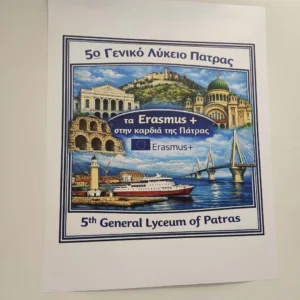 5ο Γενικό Λύκειο Πατρας
τα Erasmus +
στην καρδιά της Πάτρας
Erasmus+
5th General Lyceum of Patras